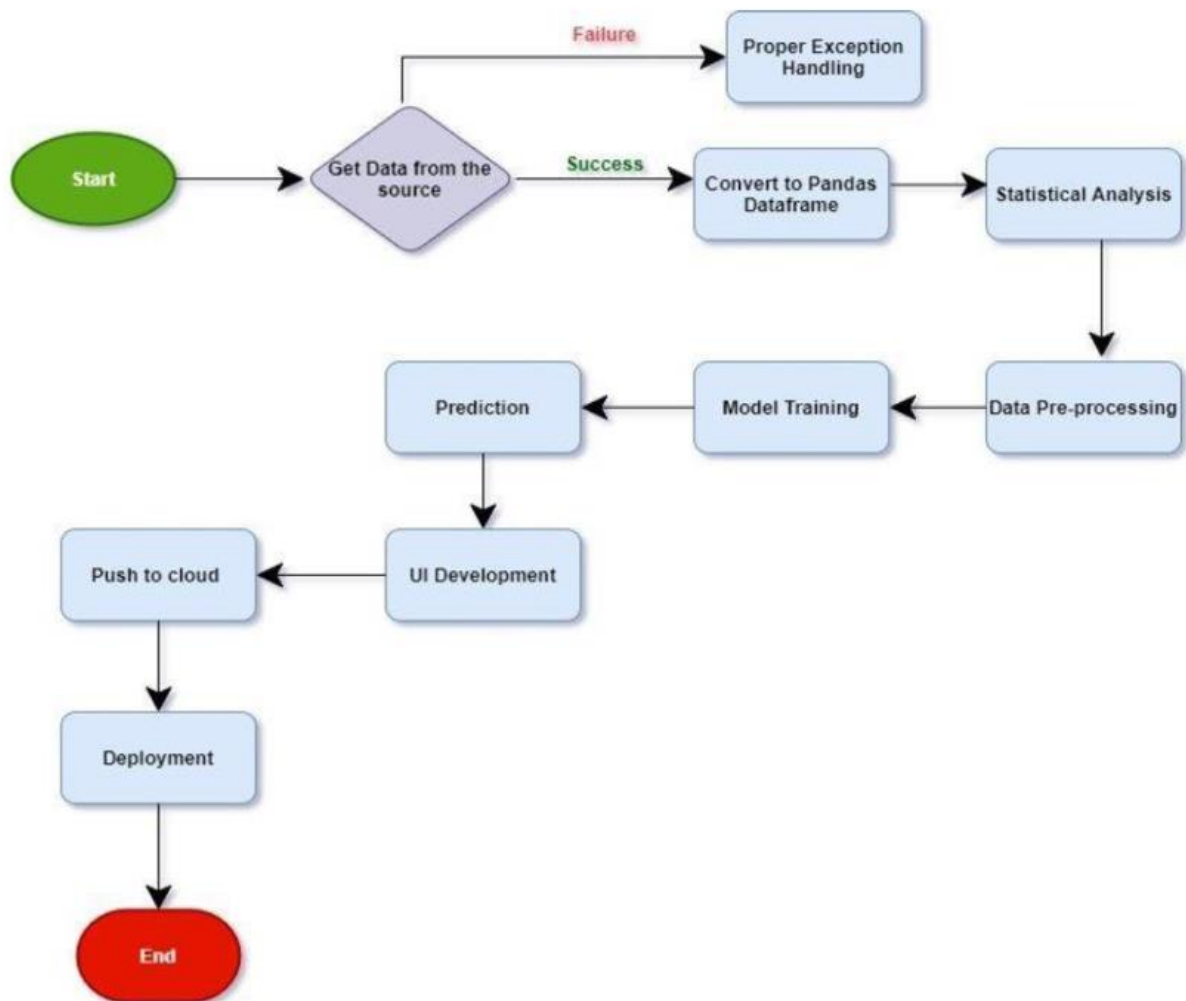 Failure
Proper Exception
Handling
Start
Get Data from the
source
Success
Convert to Pandas
Dataframe
Statistical Analysis
Prediction
Model Training
Data Pre-processing
Push to cloud
UI Development
Deployment
End